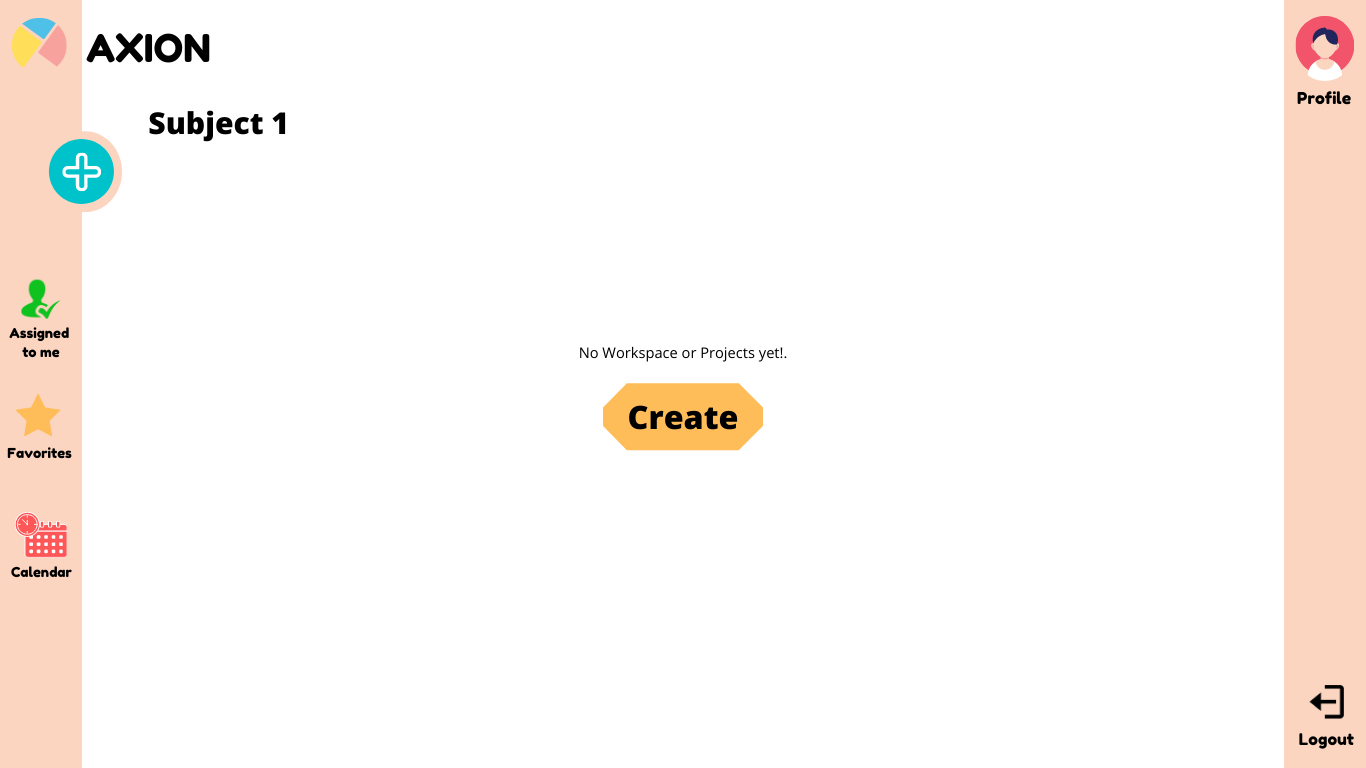 AXION
Profile
Subject 1
Assigned
to me
No Workspace or Projects yet!.
Create
Favorites
Calendar
Logout